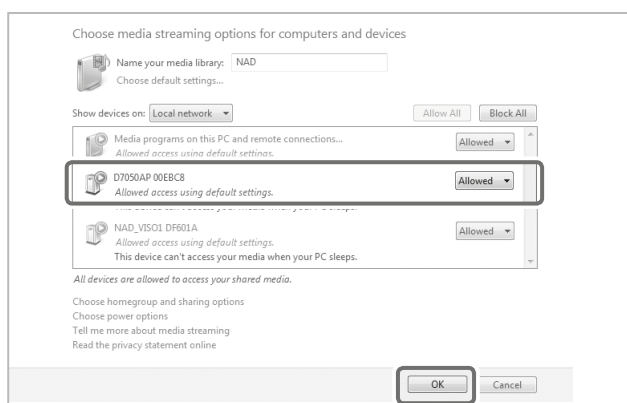 Choose media streaming options for computers and devices
Name your media library: NAD
Choose default settings...
Show devices on: Local network Allow All Block All
Media programs on this PC and remote connections... Allowed
Allowed access using default settings.
D7050AP 00EBC8 Allowed
Allowed access using default settings.
This device can't access your media when your PC sleeps.
NAD_VISO1 DF601A Allowed
Allowed access using default settings.
This device can't access your media when your PC sleeps.
All devices are allowed to access your shared media.
Choose homegroup and sharing options
Choose power options
Tell me more about media streaming
Read the privacy statement online
OK Cancel